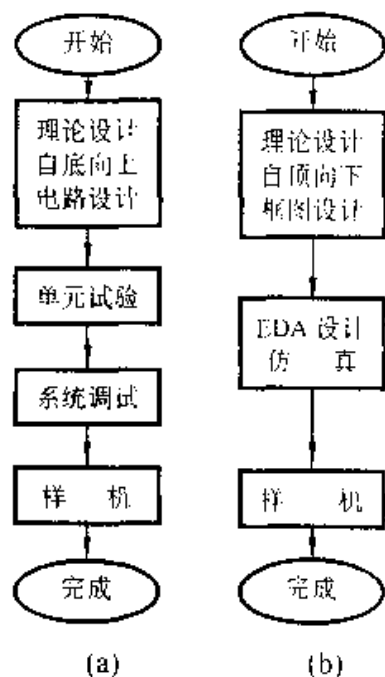 开始
理论设计
自底向上
电路设计
单元试验
系统调试
样 机
完成
(a)
开始
理论设计
自顶向下
框图设计
EDA 设计
仿 真
样 机
完成
(b)